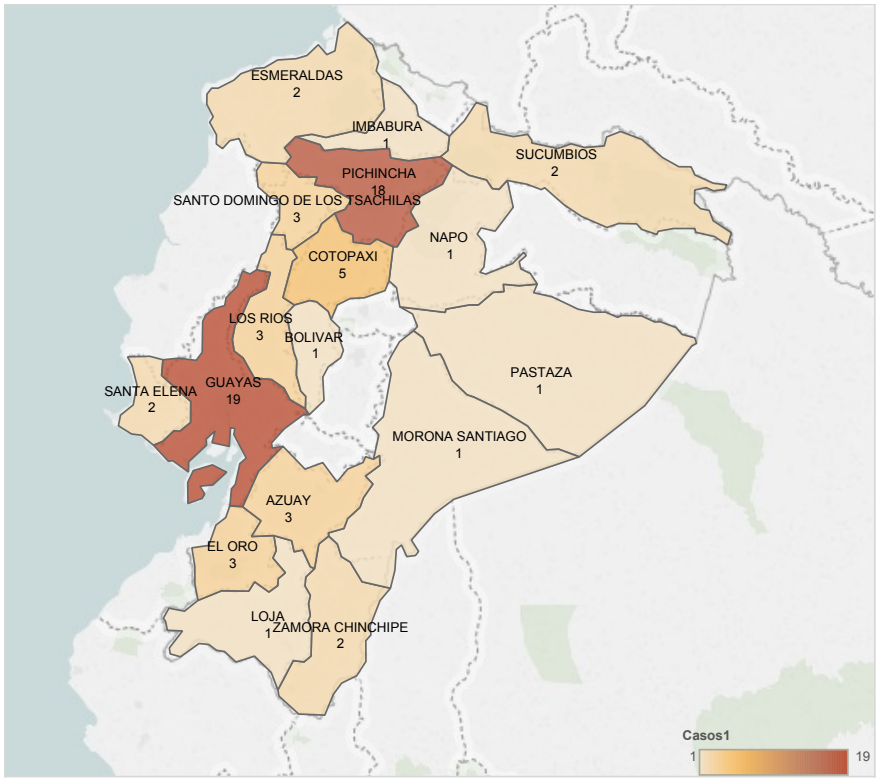 ESMERALDAS
2
IMBABURA
1
SUCUMBIOS
2
PICHINCHA
18
SANTO DOMINGO DE LOS TSACHILAS
3
NAPO
1
COTOPAXI
5
LOS RIOS
3
BOLIVAR
1
PASTAZA
1
SANTA ELENA
2
GUAYAS
19
MORONA SANTIAGO
1
AZUAY
3
EL ORO
3
LOJA
1
ZAMORA CHINCHIPE
2
Casos1
1 19